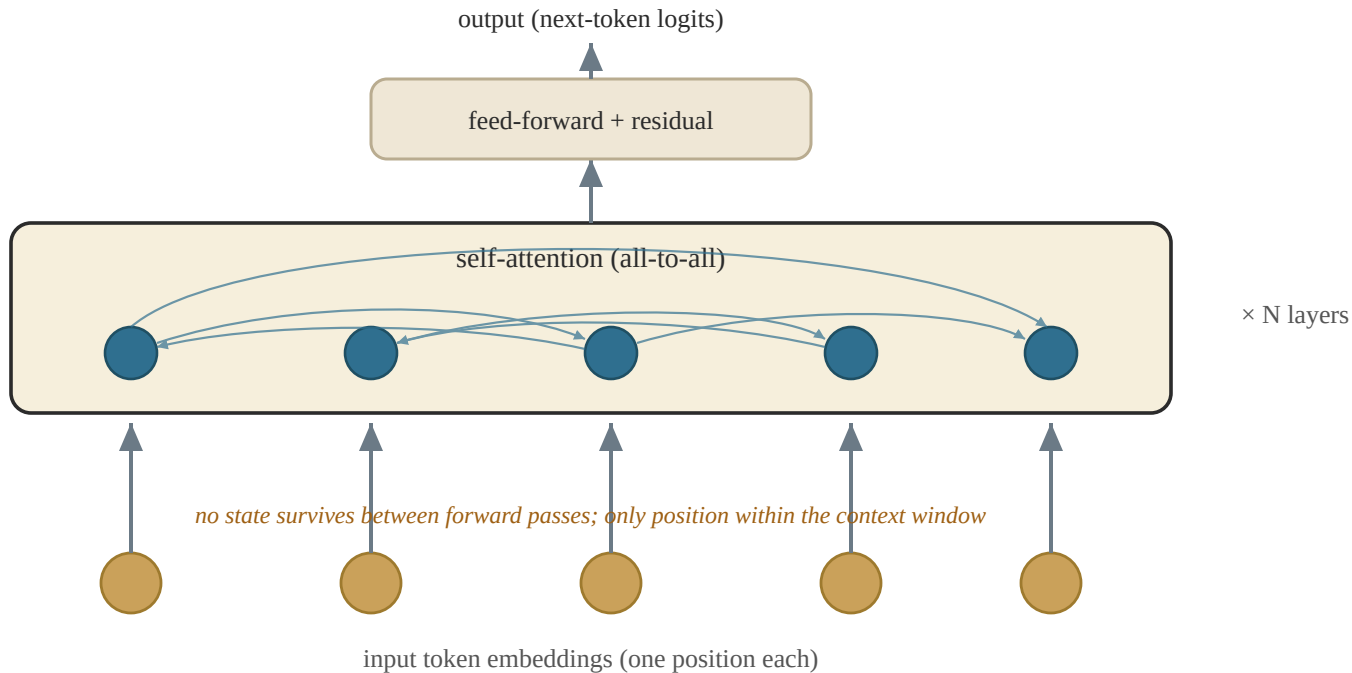 output (next-token logits)
feed-forward + residual
self-attention (all-to-all)
× N layers
no state survives between forward passes; only position within the context window
input token embeddings (one position each)